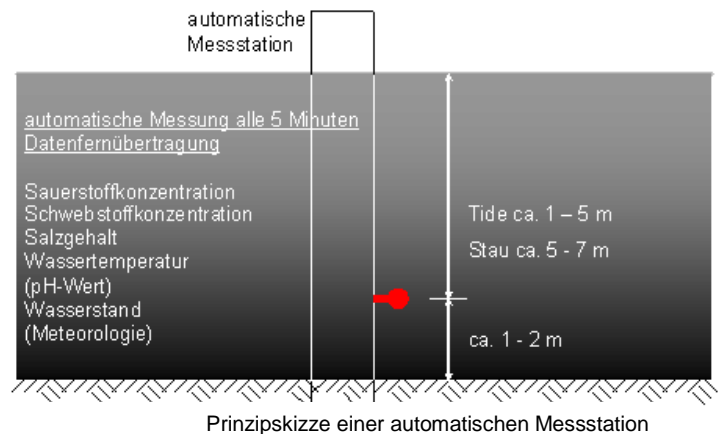 automatische
Messstation
automatische Messung alle 5 Minuten
Datenfernübertragung
Sauerstoffkonzentration
Schwebstoffkonzentration
Salzgehalt
Wassertemperatur
(pH-Wert)
Wasserstand
(Meteorologie)
Tide ca. 1 – 5 m
Stau ca. 5 - 7 m
ca. 1 - 2 m
Prinzipskizze einer automatischen Messstation